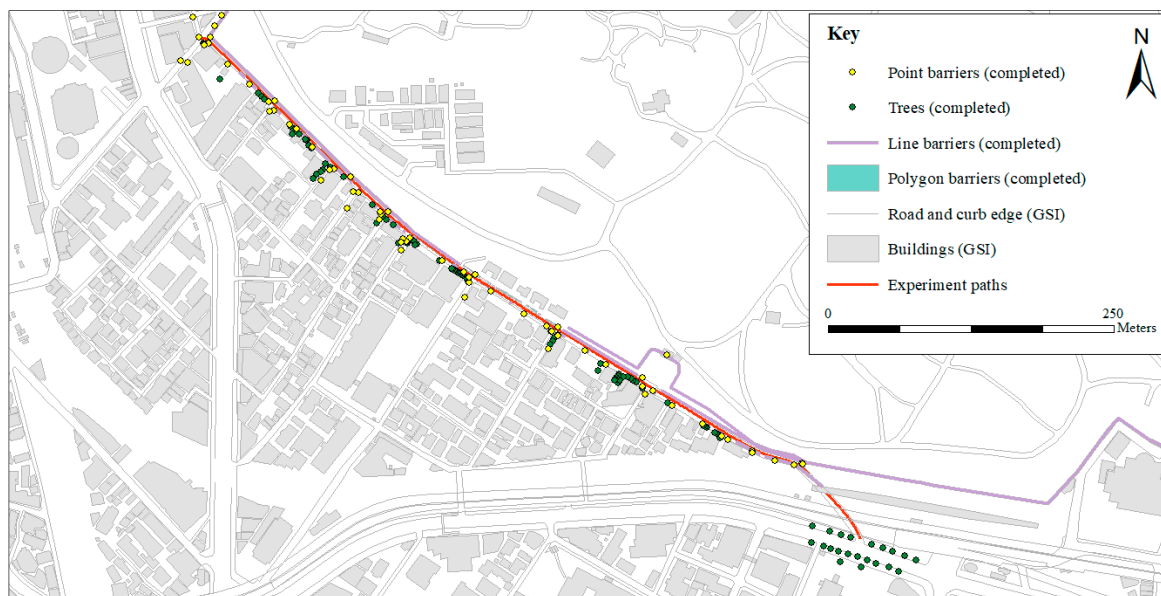 Key
N
Point barriers (completed)
Trees (completed)
Line barriers (completed)
Polygon barriers (completed)
Road and curb edge (GSI)
Buildings (GSI)
Experiment paths
0 250
Meters